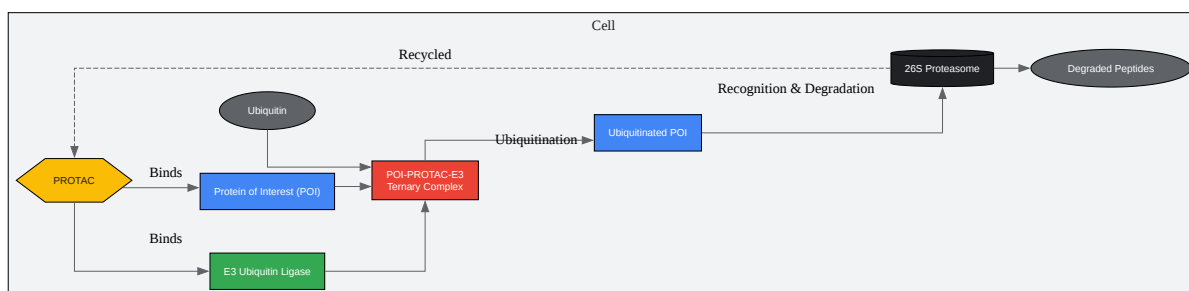 Cell
Recycled
26S Proteasome
Degraded Peptides
Recognition & Degradation
Ubiquitin
Ubiquitination
Ubiquitinated POI
PROTAC
Binds
Protein of Interest (POI)
POI-PROTAC-E3
Ternary Complex
Binds
E3 Ubiquitin Ligase